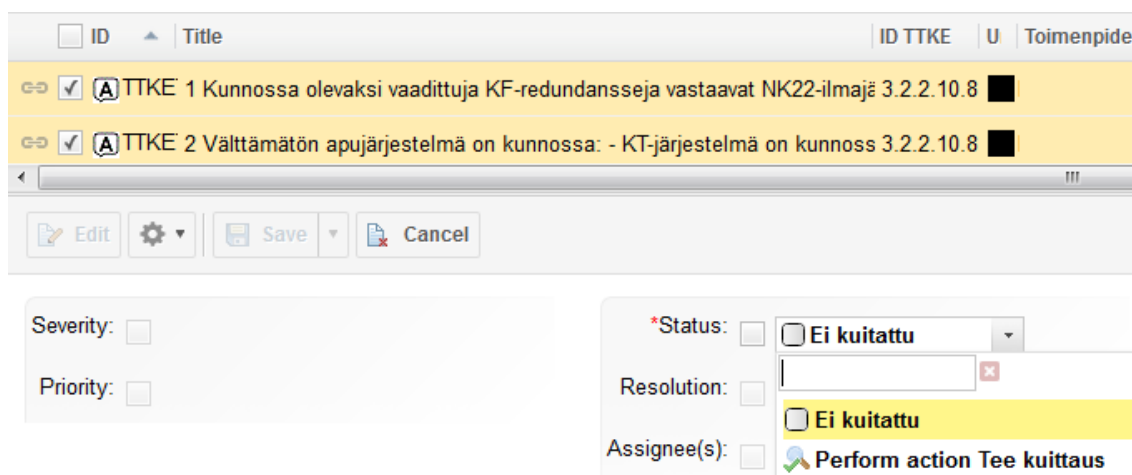 ID Title ID TTKE U Toimenpide
A TTKE 1 Kunnossa olevaksi vaadittuja KF-redundansseja vastaavat NK22-ilmajä 3.2.2.10.8
A TTKE 2 Välttämätön apujärjestelmä on kunnossa: - KT-järjestelmä on kunnoss 3.2.2.10.8
Edit Save Cancel
Severity: *Status: Ei kuitattu
Priority: Resolution:
Ei kuitattu
Assignee(s): Perform action Tee kuittaus